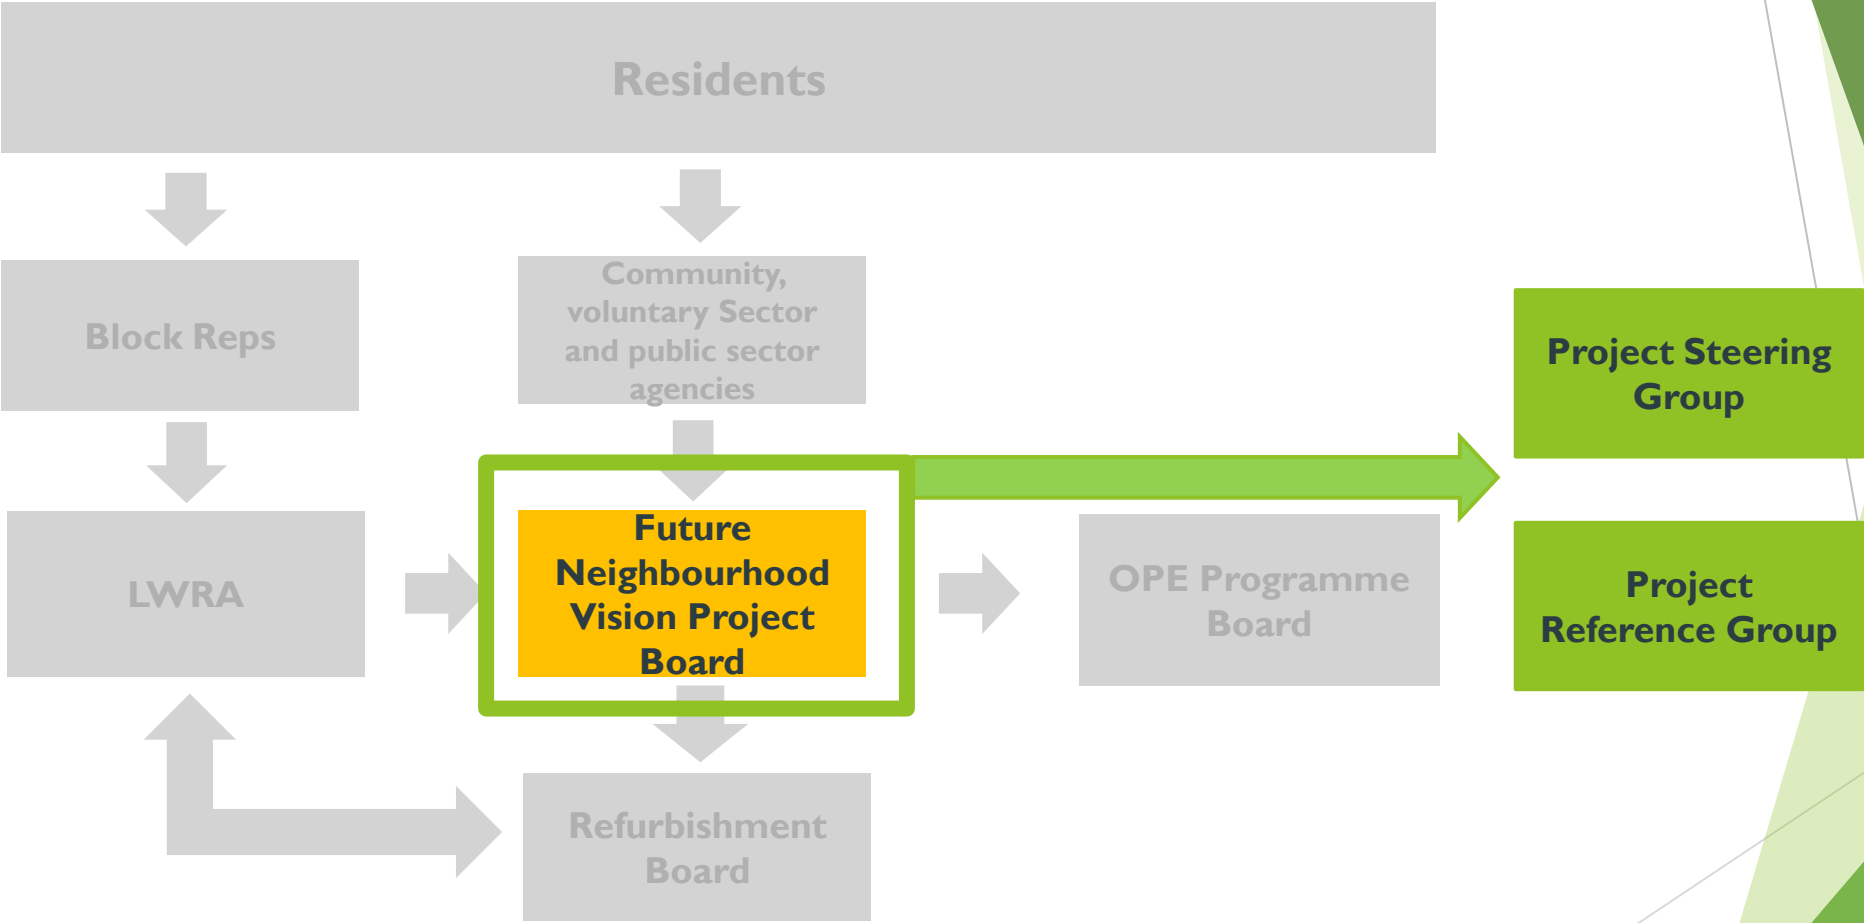 Residents
Block Reps
Community,
voluntary Sector
and public sector
agencies
Project Steering
Group
LWRA
Future
Neighbourhood
Vision Project
Board
OPE Programme
Board
Project
Reference Group
Refurbishment
Board